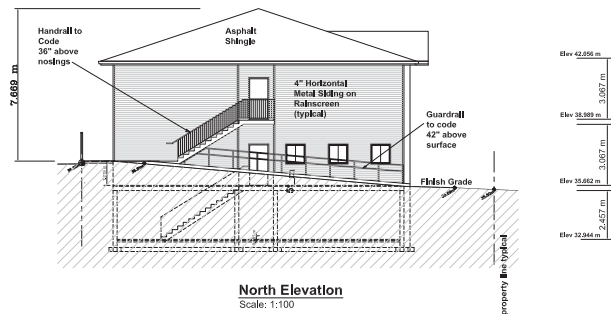 Handrail to
Code
36" above
nosings
Asphalt
Shingle
7.669 m
4" Horizontal
Metal Siding on
Rainscreen
(typical)
Guardrail
to code
42" above
surface
Finish Grade
Elev 42.056 m
3.067 m
Elev 38.989 m
3.067 m
Elev 35.662 m
2.457 m
Elev 32.944 m
property line typical
North Elevation
Scale: 1:100